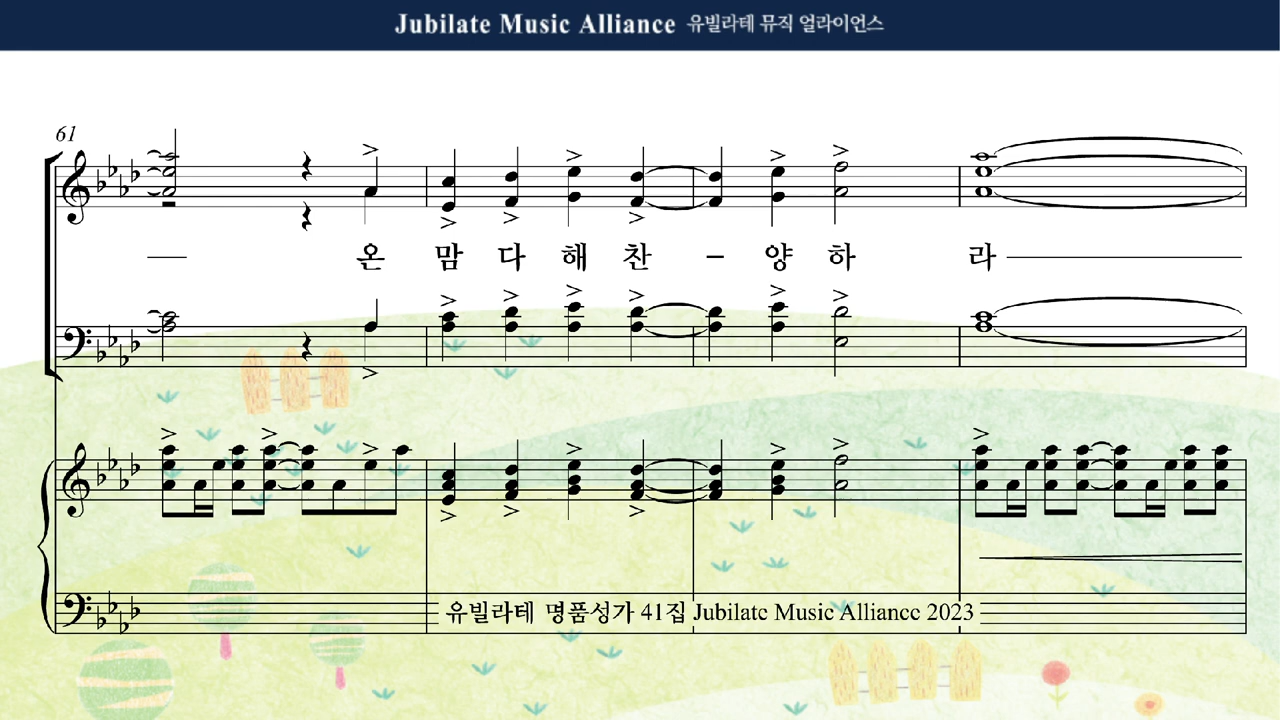 Jubilate Music Alliance 유빌라테 뮤직 얼라이언스
61
온 맘 다 해 찬 - 양 하 라
유빌라테 명품성가 41집 Jubilate Music Alliance 2023